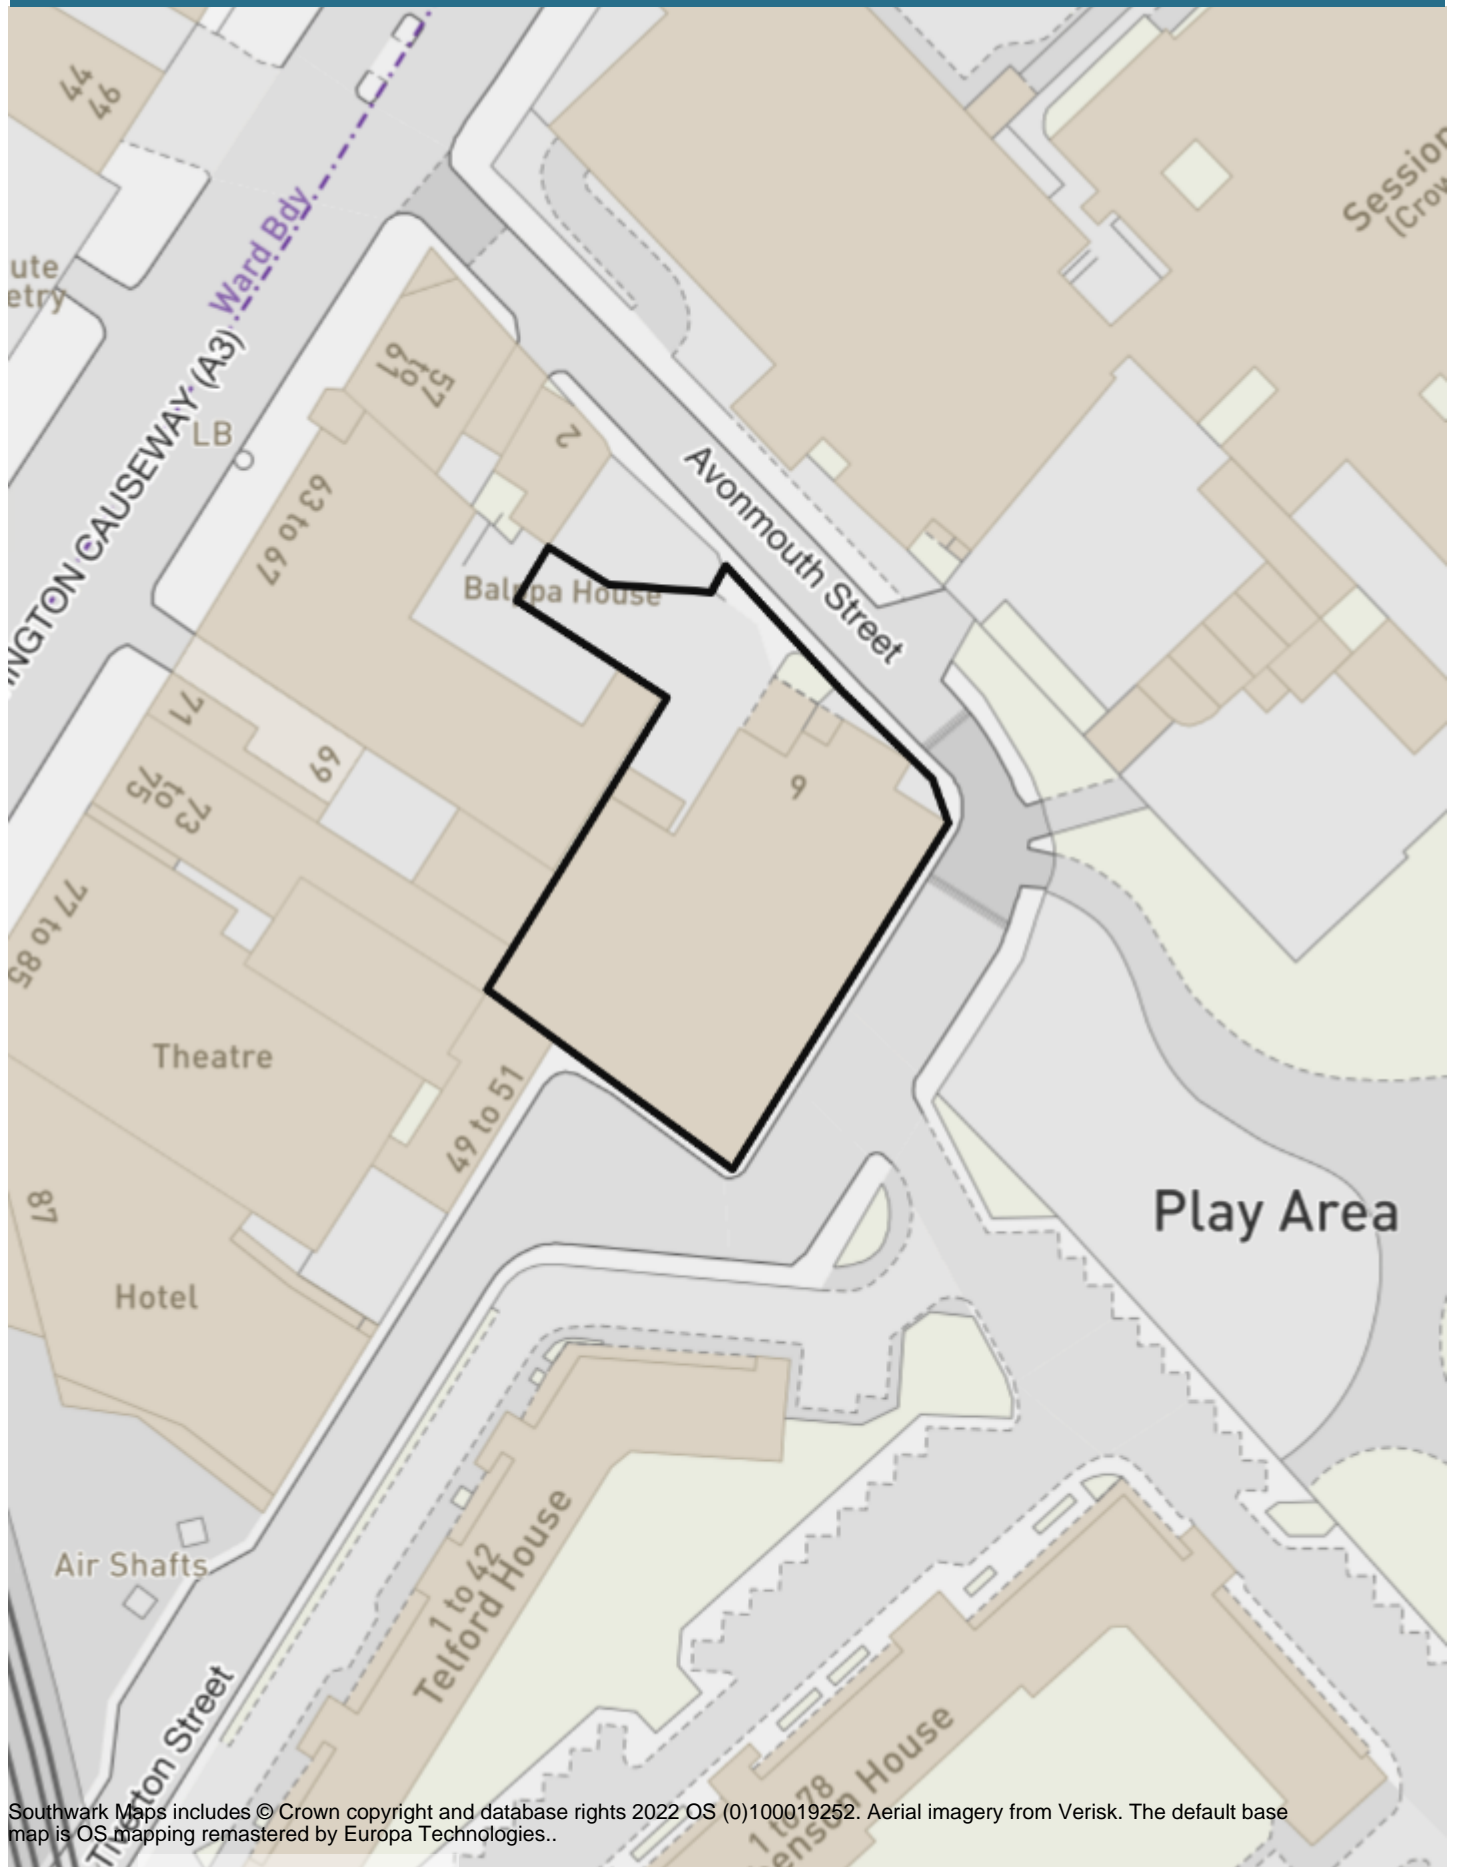 44
46
Session
(Crow
Ward Bdy
ute
etry
INGTON CAUSEWAY (A3)
LB
57
to
61
2
63 to 67
Avonmouth Street
Balppa House
71
69
73
to
75
9
77 to 85
Theatre
49 to 51
87
Play Area
Hotel
Air Shafts
1 to 42
Telford House
Tiverton Street
1 to 78
enson House
Southwark Maps includes © Crown copyright and database rights 2022 OS (0)100019252. Aerial imagery from Verisk. The default base
map is OS mapping remastered by Europa Technologies..